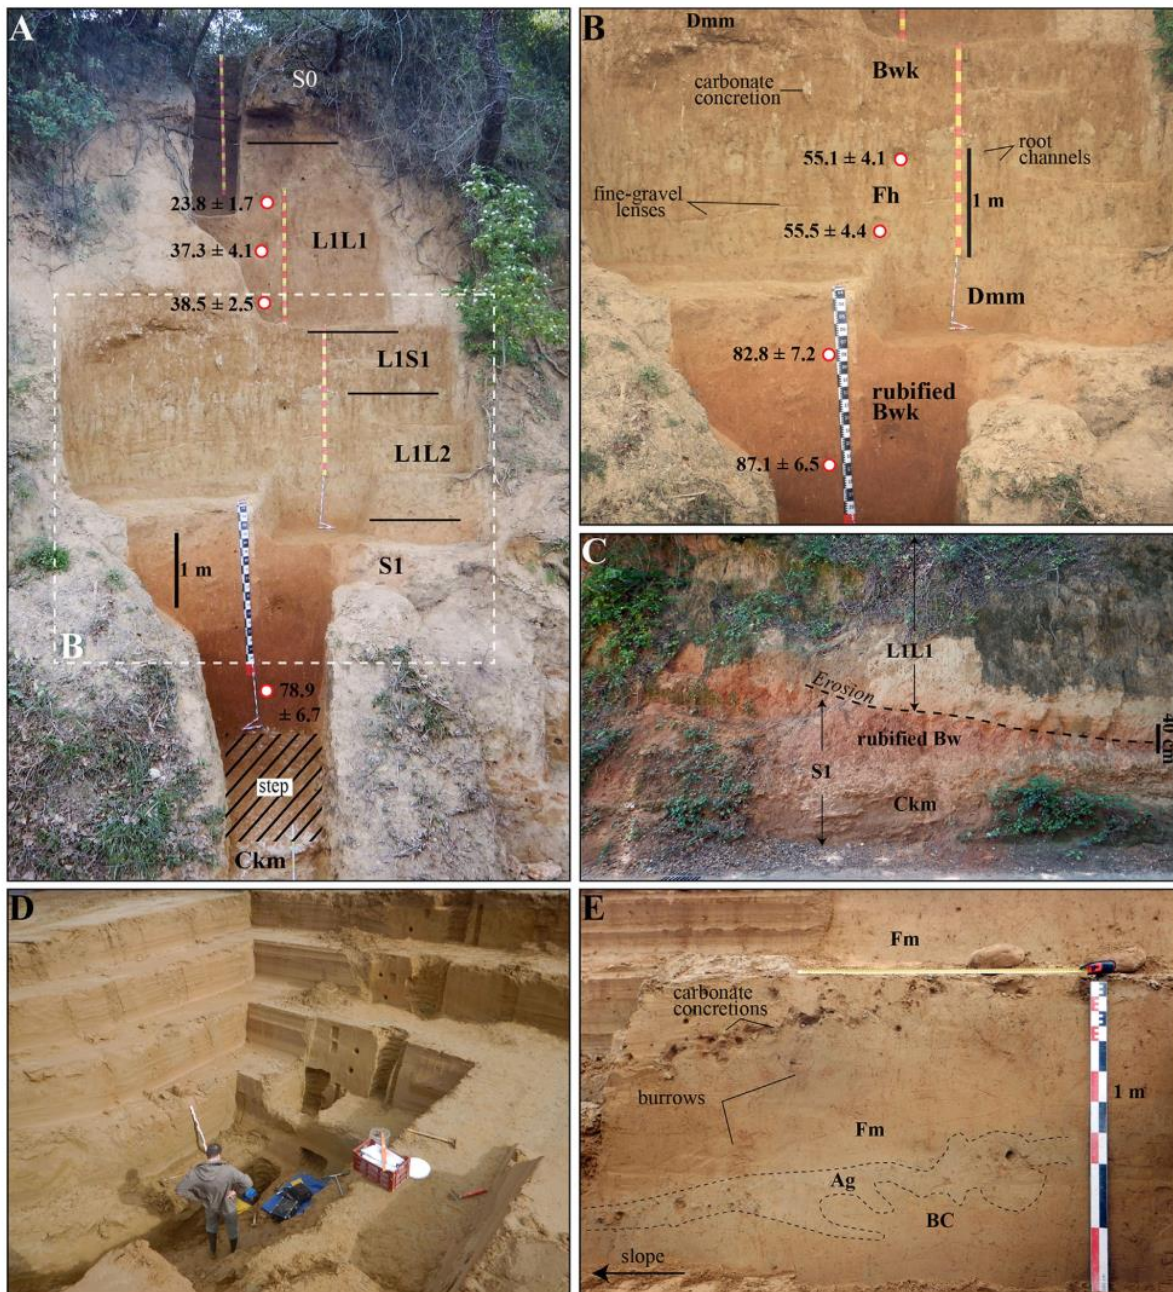 A
S0
23.8 ± 1.7
37.3 ± 4.1
L1L1
38.5 ± 2.5
L1S1
L1L2
1 m
S1
B
78.9
± 6.7
step
Ckm
B
Dmm
Bwk
carbonate
concretion
55.1 ± 4.1
root
channels
fine-gravel
lenses
Fh
1 m
55.5 ± 4.4
Dmm
82.8 ± 7.2
rubified
Bwk
87.1 ± 6.5
C
L1L1
Erosion
rubified Bw
S1
Ckm
D
E
Fm
carbonate
concretions
burrows
1 m
Fm
Ag
BC
slope